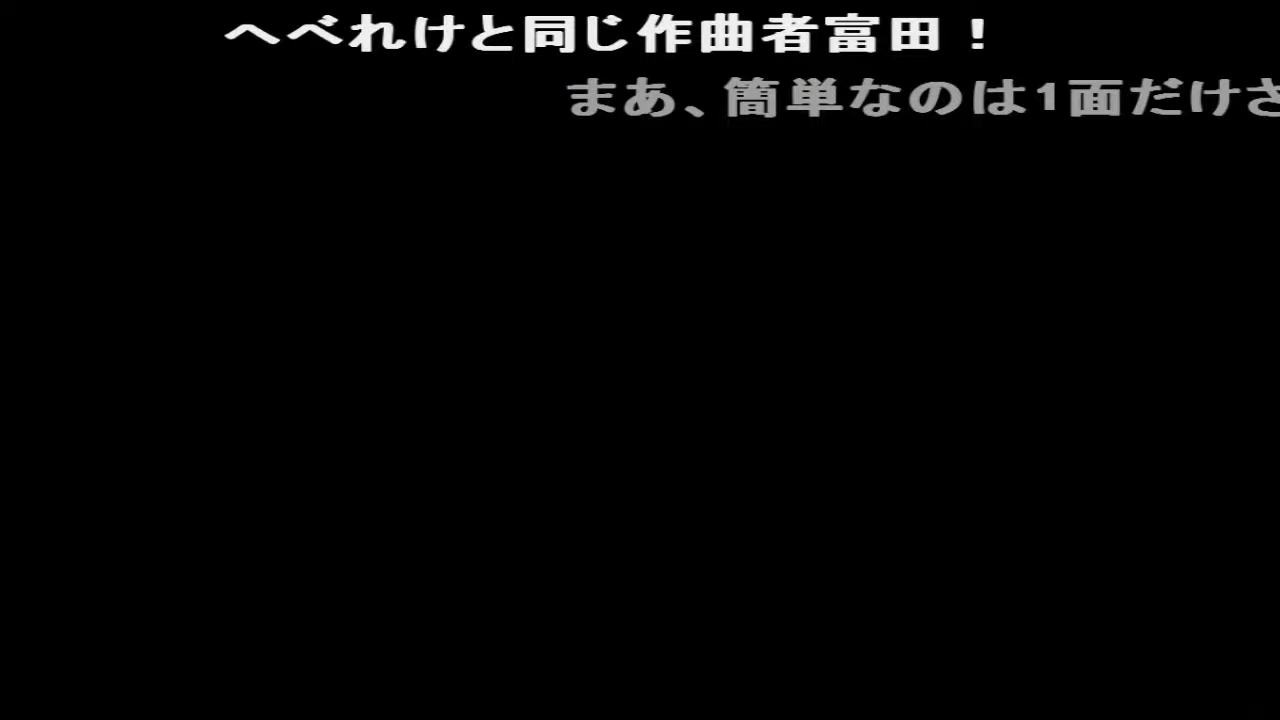 へべれけと同じ作曲者富田！
まあ、簡単なのは1面だけさ